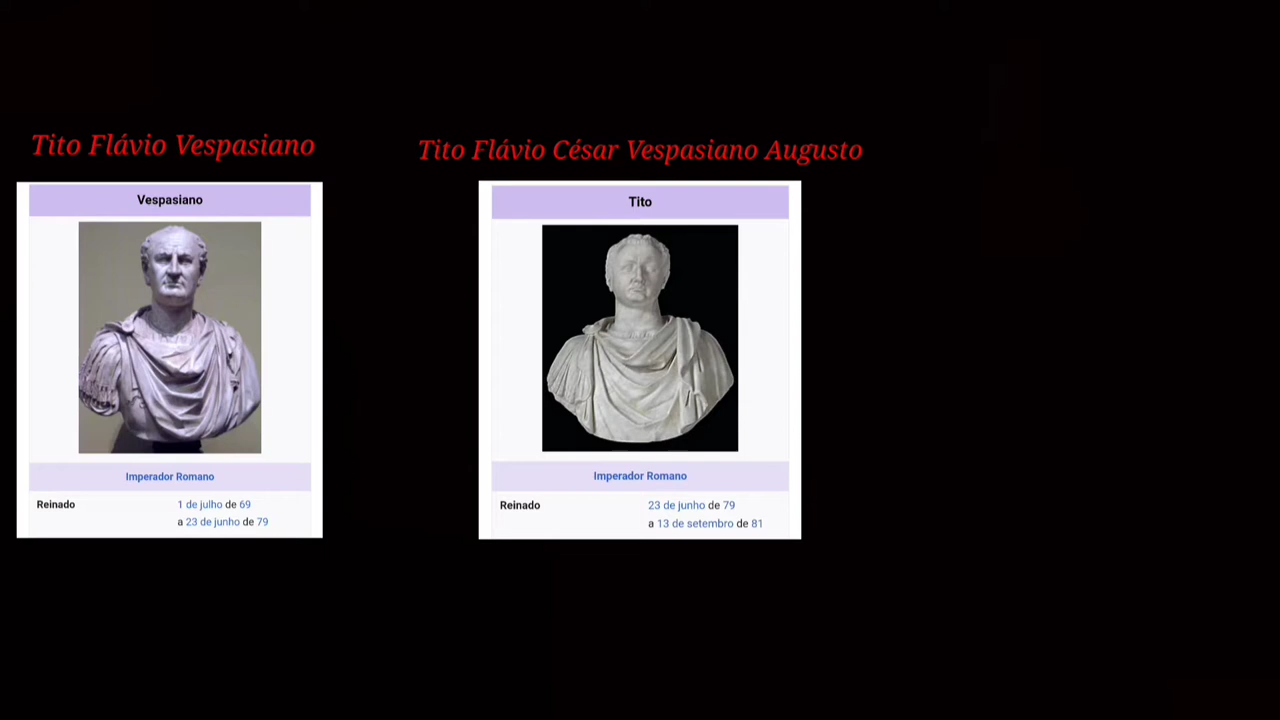 Tito Flávio Vespasiano
Vespasiano
Imperador Romano
Reinado 1 de julho de 69
a 23 de junho de 79
Tito Flávio César Vespasiano Augusto
Tito
Imperador Romano
Reinado 23 de junho de 79
a 13 de setembro de 81